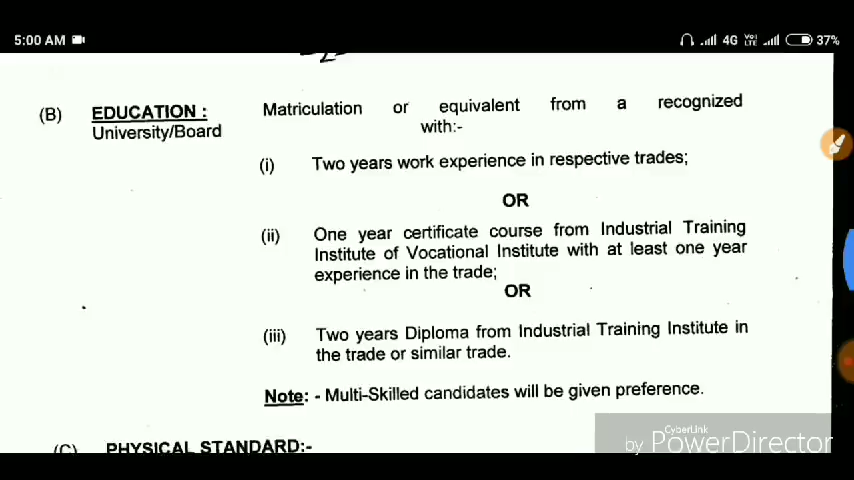 5:00 AM 4G Vo) LTE 37%
(B) EDUCATION : Matriculation or equivalent from a recognized
University/Board with:-
(i) Two years work experience in respective trades;
OR
(ii) One year certificate course from Industrial Training
Institute of Vocational Institute with at least one year
experience in the trade;
OR
(iii) Two years Diploma from Industrial Training Institute in
the trade or similar trade.
Note: - Multi-Skilled candidates will be given preference.
(C) PHYSICAL STANDARD:-
CyberLink
by PowerDirector